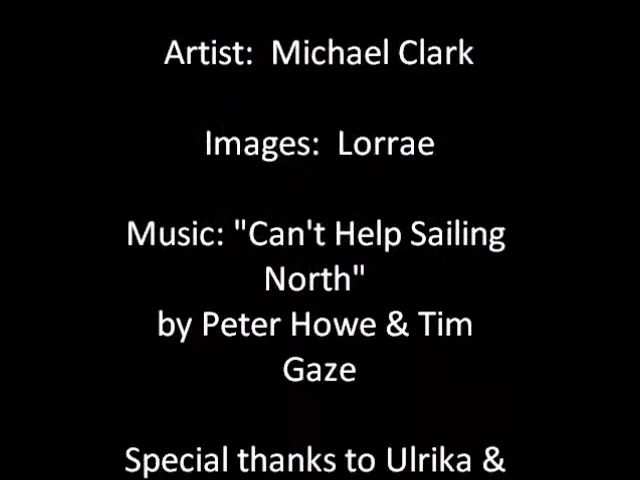 Artist:  Michael Clark
Images:  Lorrae
Music: "Can't Help Sailing
North"
by Peter Howe & Tim
Gaze
Special thanks to Ulrika &